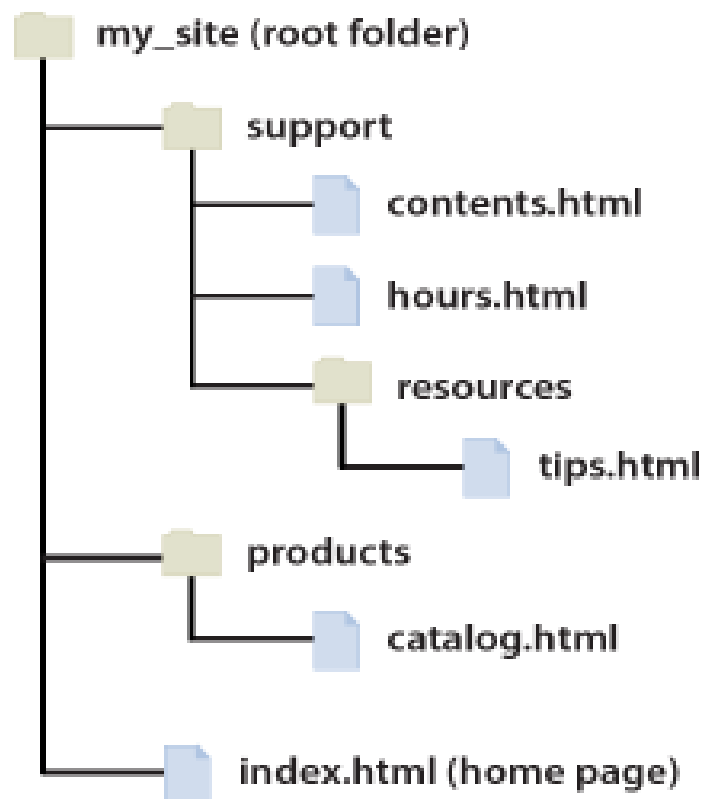 my_site (root folder)
support
contents.html
hours.html
resources
tips.html
products
catalog.html
index.html (home page)